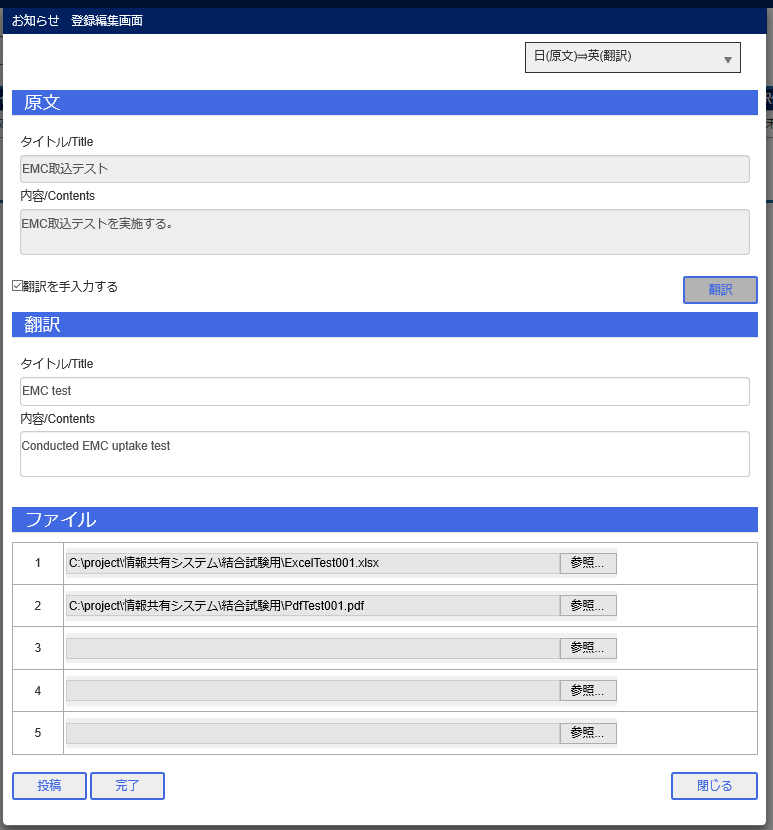 お知らせ 登録編集画面
日(原文)⇒英(翻訳)
原文
タイトル/Title
EMC取込テスト
内容/Contents
EMC取込テストを実施する。
翻訳を手入力する
翻訳
翻訳
タイトル/Title
EMC test
内容/Contents
Conducted EMC uptake test
ファイル
1 C:\project\情報共有システム\結合試験用\ExcelTest001.xlsx 参照...
2 C:\project\情報共有システム\結合試験用\PdfTest001.pdf 参照...
3 参照...
4 参照...
5 参照...
投稿 完了 閉じる